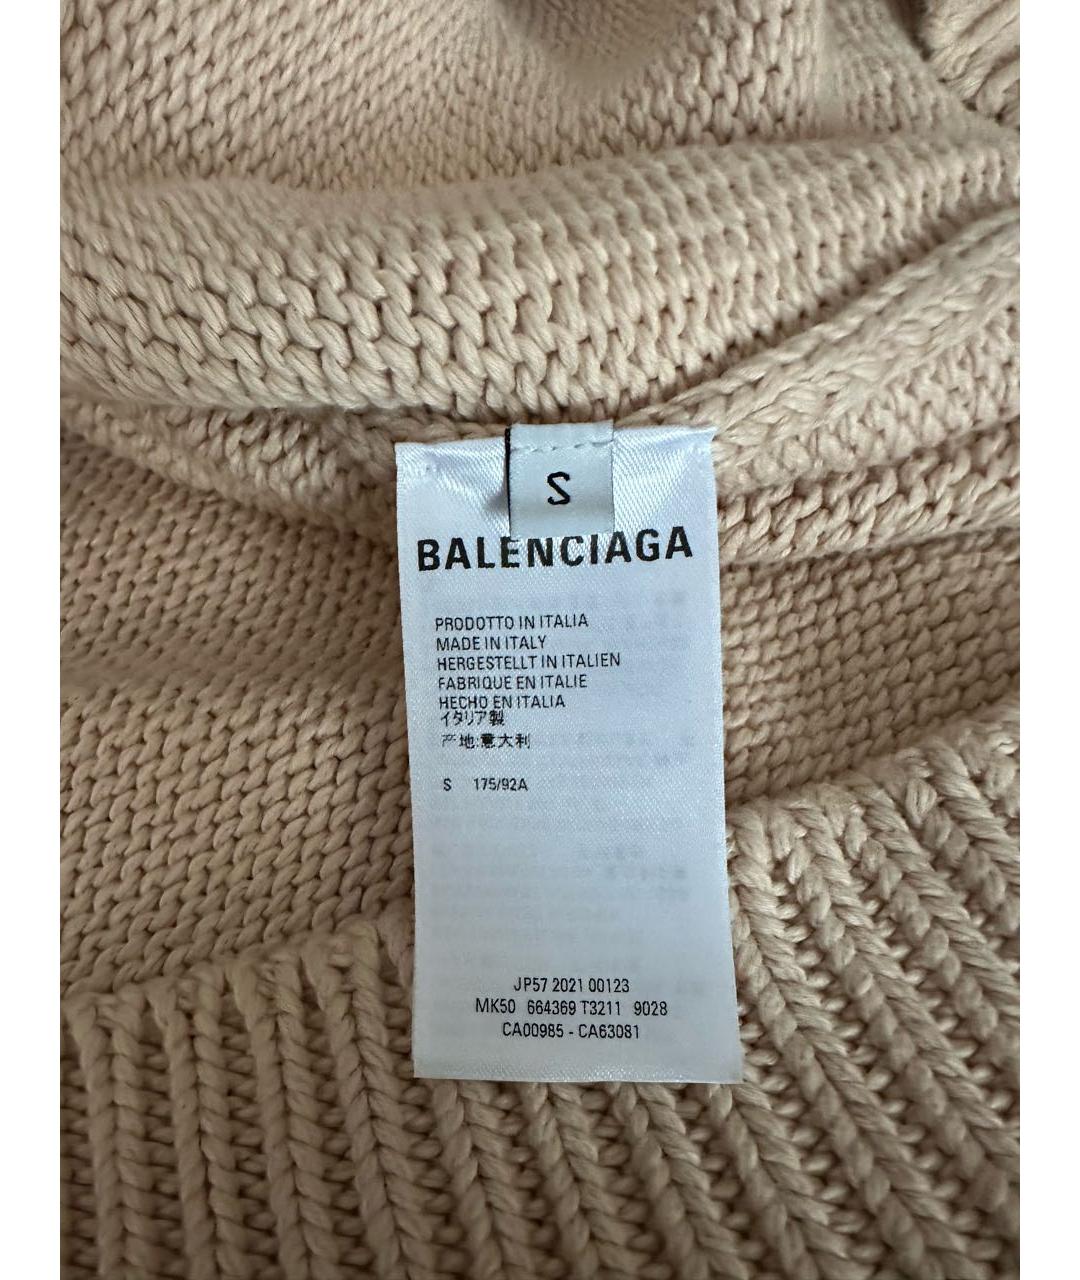 S
BALENCIAGA
PRODOTTO IN ITALIA
MADE IN ITALY
HERGESTELLT IN ITALIEN
FABRIQUE EN ITALIE
HECHO EN ITALIA
イタリア製
产地:意大利
S 175/92A
JP57 2021 00123
MK50 664369 T3211 9028
CA00985 - CA63081